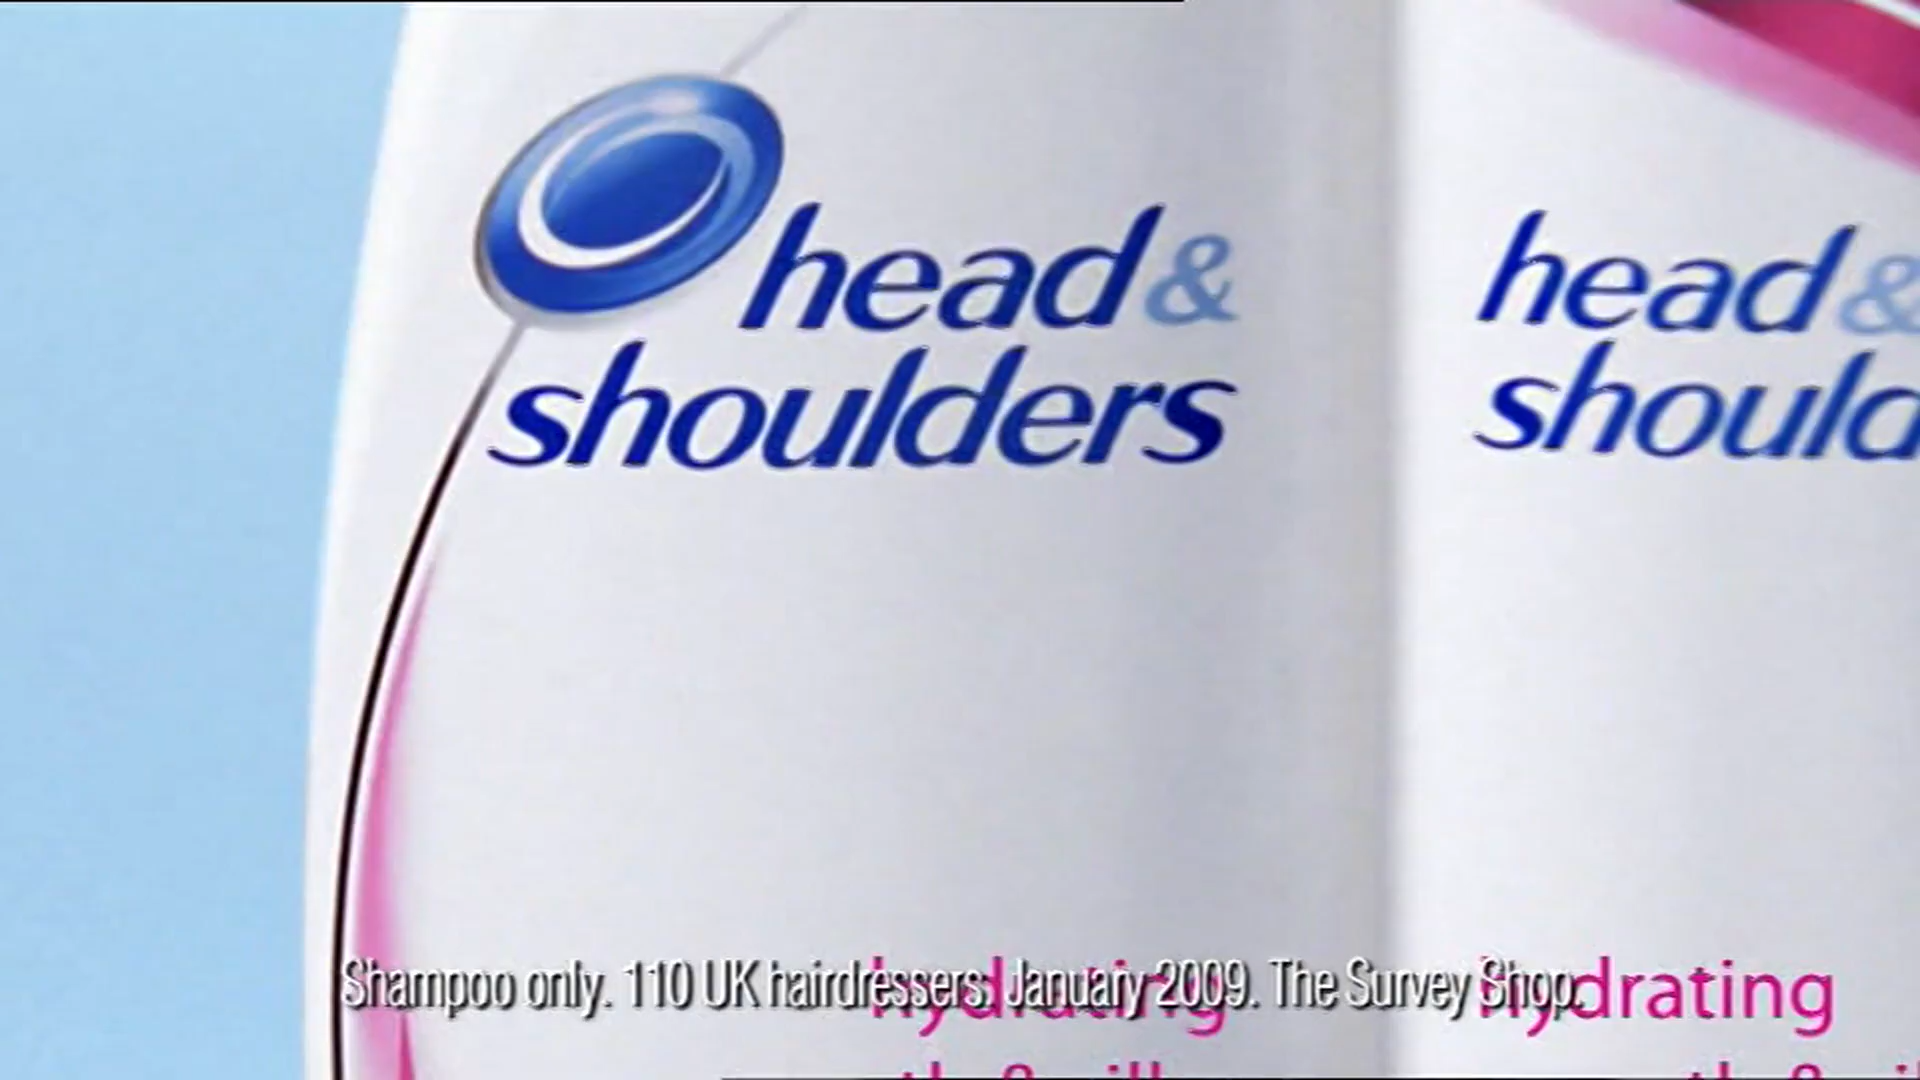 head &
shoulders
head &
should
hydrating
hydrating
Shampoo only. 110 UK hairdressers. January 2009. The Survey Shop.